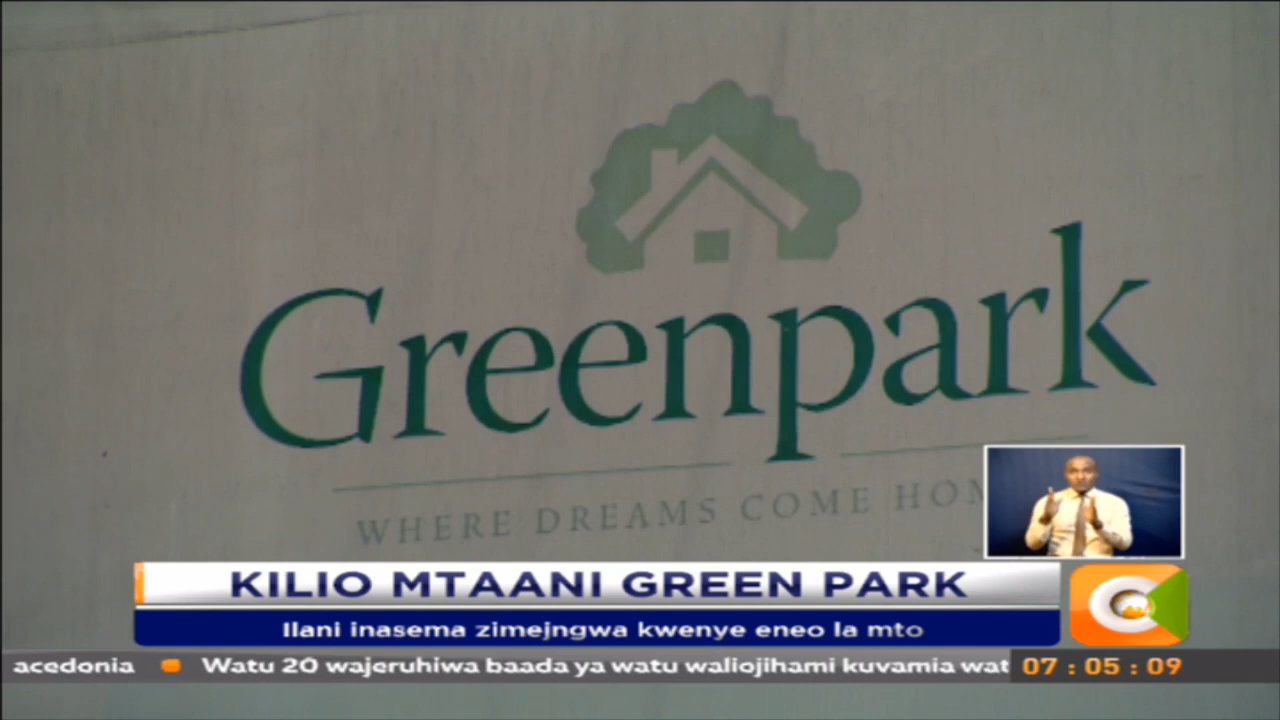 Greenpark
WHERE DREAMS COME
KILIO MTAANI GREEN PARK
Ilani inasema zimejngwa kwenye eneo la mto
acedonia
Watu 20 wajeruhiwa baada ya watu waliojihami kuvamia wat
07:05:09